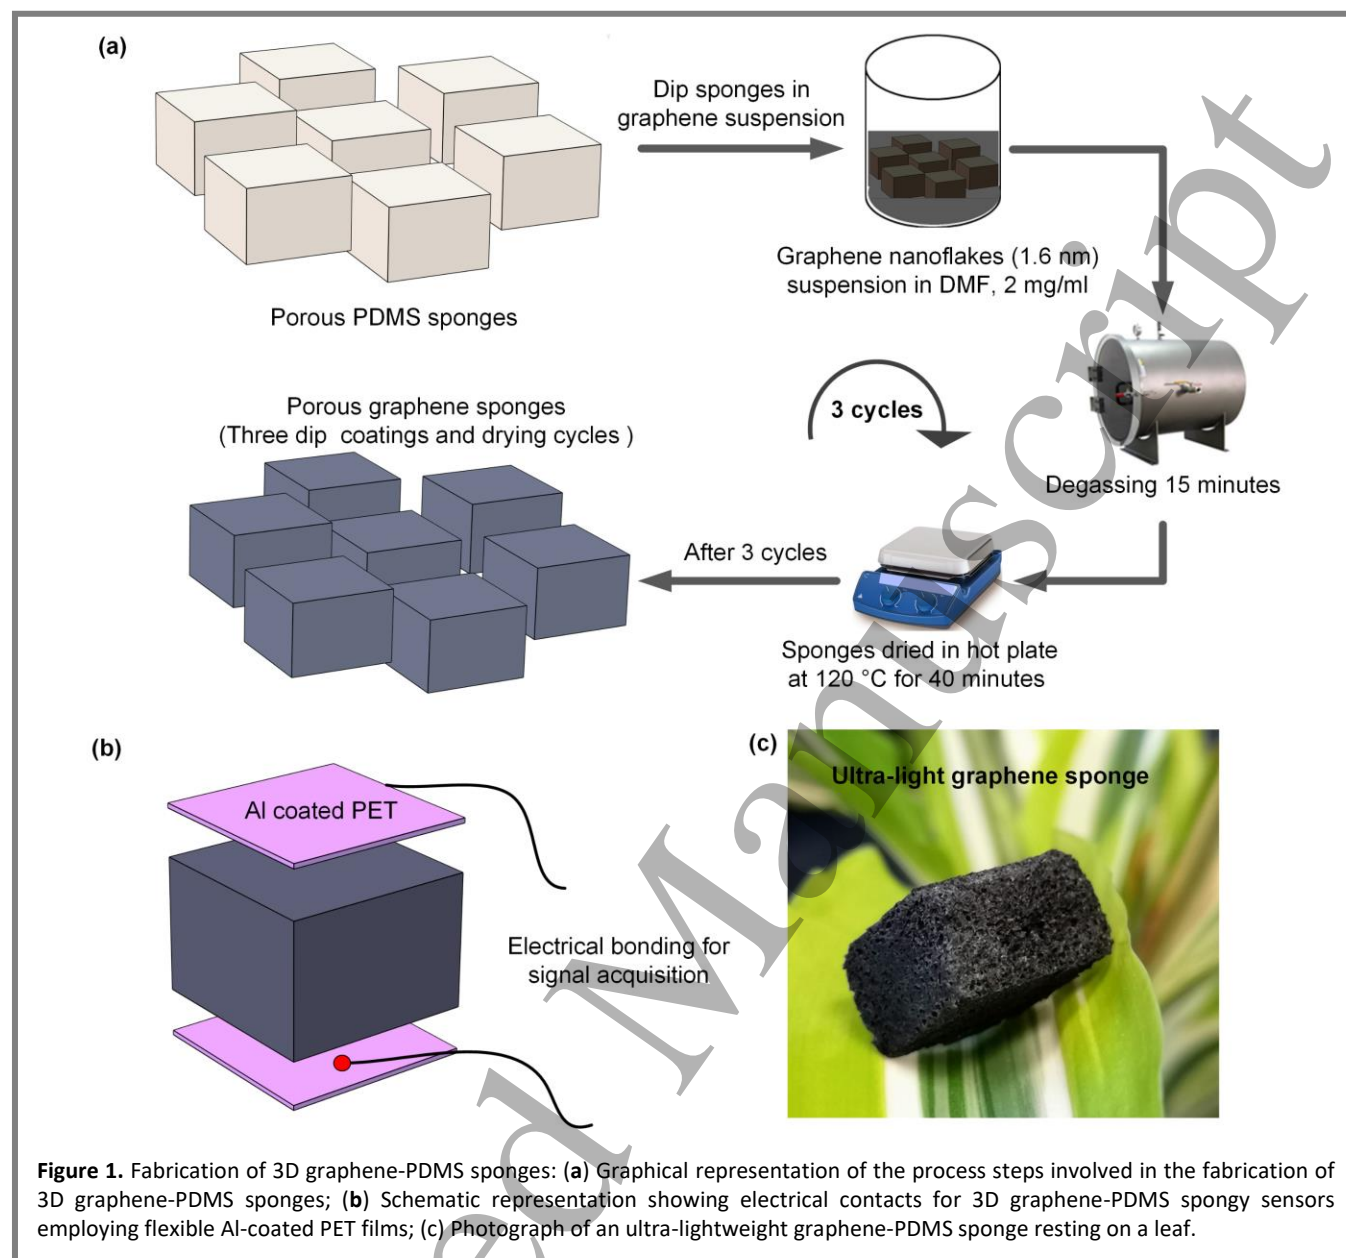 (a)
Dip sponges in
graphene suspension
Graphene nanoflakes (1.6 nm)
suspension in DMF, 2 mg/ml
Porous PDMS sponges
3 cycles
Degassing 15 minutes
Porous graphene sponges
(Three dip coatings and drying cycles )
After 3 cycles
Sponges dried in hot plate
at 120 °C for 40 minutes
(b)
Al coated PET
Electrical bonding for
signal acquisition
(c)
Ultra-light graphene sponge
ed Manuscript
Figure 1. Fabrication of 3D graphene-PDMS sponges: (a) Graphical representation of the process steps involved in the fabrication of
3D graphene-PDMS sponges; (b) Schematic representation showing electrical contacts for 3D graphene-PDMS spongy sensors
employing flexible Al-coated PET films; (c) Photograph of an ultra-lightweight graphene-PDMS sponge resting on a leaf.